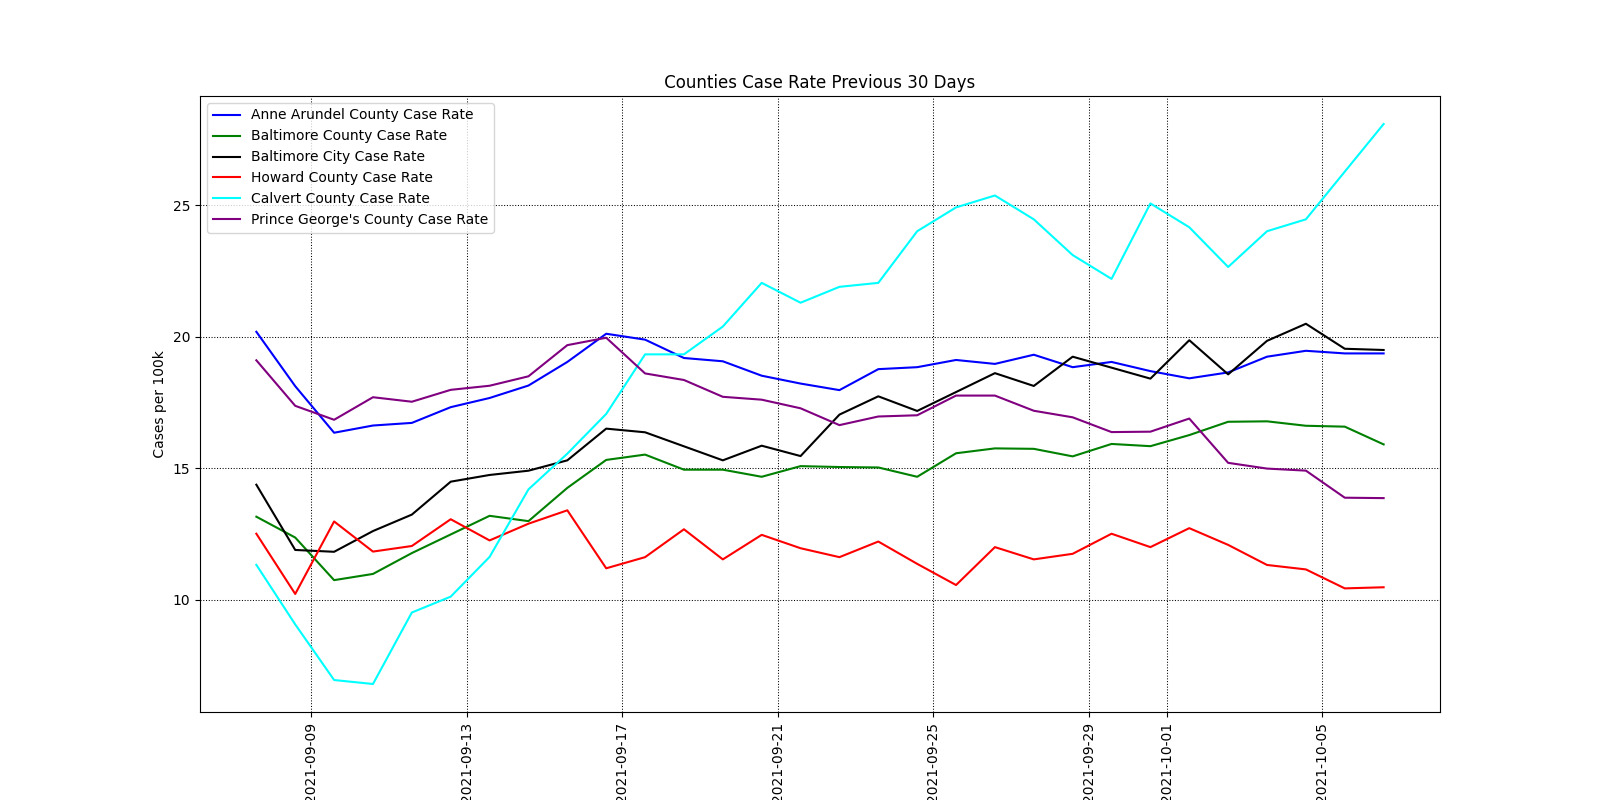 Counties Case Rate Previous 30 Days
Anne Arundel County Case Rate
Baltimore County Case Rate
Baltimore City Case Rate
Howard County Case Rate
Calvert County Case Rate
Prince George's County Case Rate
Cases per 100k
25
20
15
10
2021-09-09
2021-09-13
2021-09-17
2021-09-21
2021-09-25
2021-09-29
2021-10-01
2021-10-05